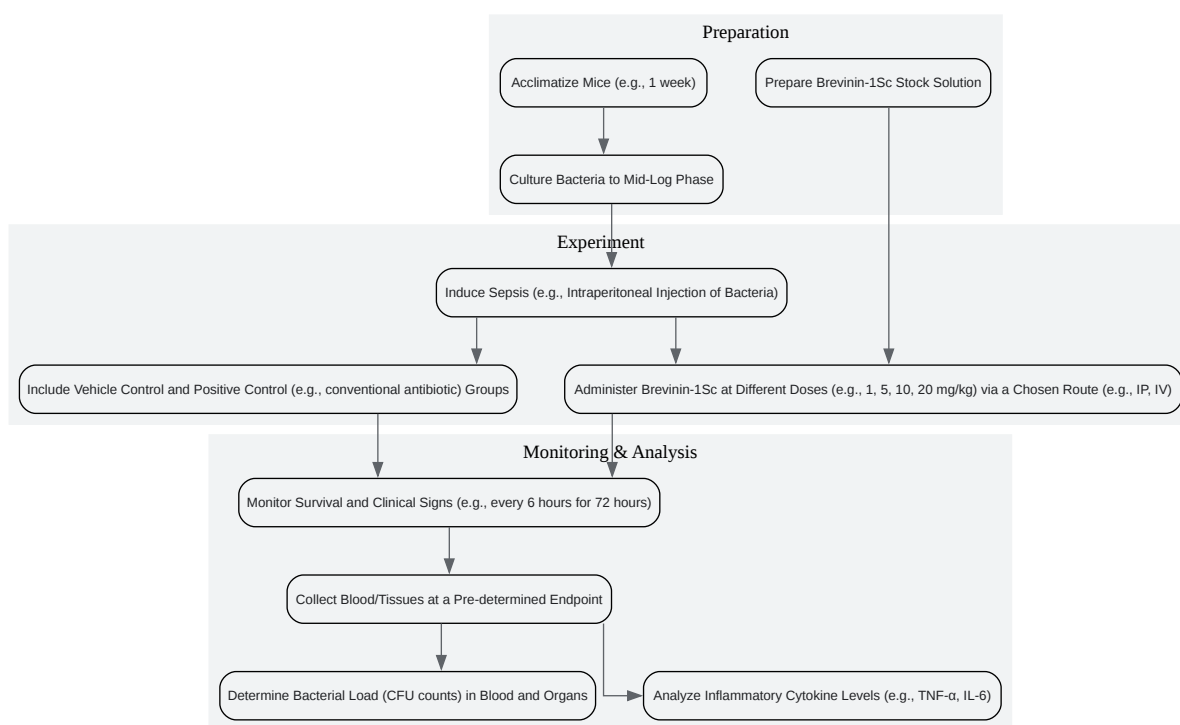 Preparation
Acclimatize Mice (e.g., 1 week)
Prepare Brevinin-1Sc Stock Solution
Culture Bacteria to Mid-Log Phase
Experiment
Induce Sepsis (e.g., Intraperitoneal Injection of Bacteria)
Include Vehicle Control and Positive Control (e.g., conventional antibiotic) Groups
Administer Brevinin-1Sc at Different Doses (e.g., 1, 5, 10, 20 mg/kg) via a Chosen Route (e.g., IP, IV)
Monitoring & Analysis
Monitor Survival and Clinical Signs (e.g., every 6 hours for 72 hours)
Collect Blood/Tissues at a Pre-determined Endpoint
Determine Bacterial Load (CFU counts) in Blood and Organs
Analyze Inflammatory Cytokine Levels (e.g., TNF-α, IL-6)